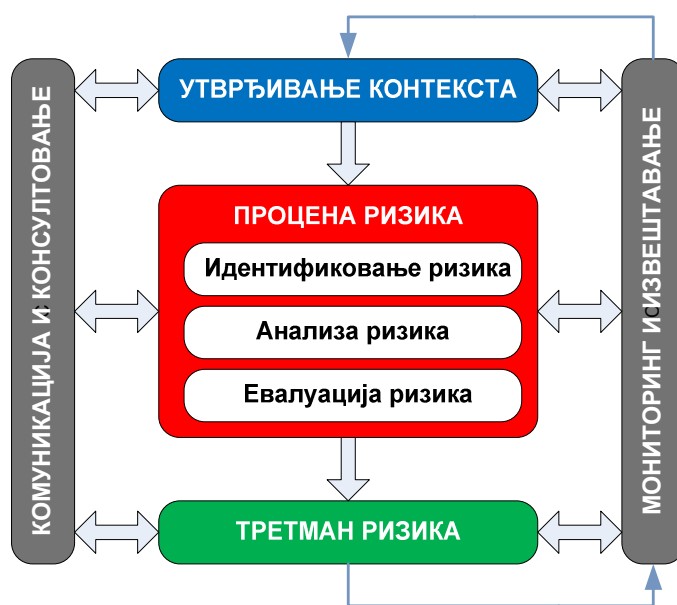 УТВРЂИВАЊЕ КОНТЕКСТА
КОМУНИКАЦИЈА И КОНСУЛТОВАЊЕ
ПРОЦЕНА РИЗИКА
Идентификовање ризика
Анализа ризика
Евалуација ризика
МОНИТОРИНГ И ИЗВЕШТАВАЊЕ
ТРЕТМАН РИЗИКА